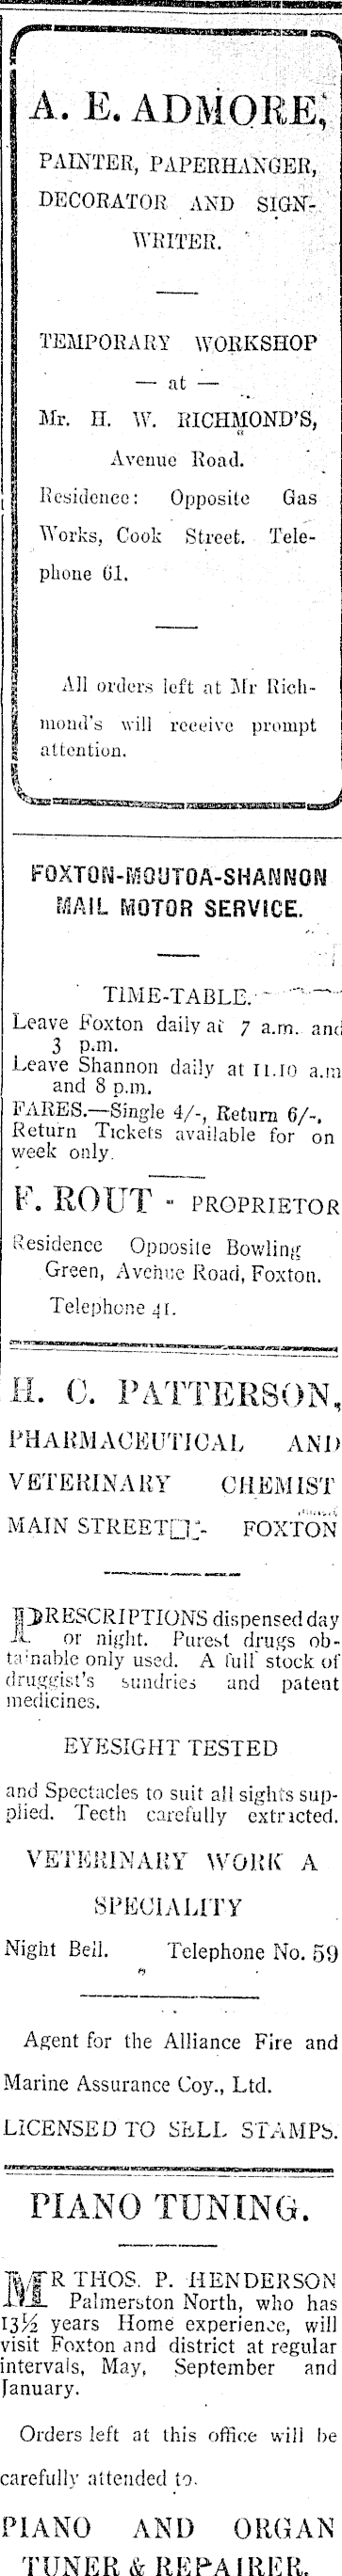 A. E. ADMORE,
PAINTER, PAPERHANGER,
DECORATOR AND SIGN-
WRITER.
TEMPORARY WORKSHOP
— at —
Mr. H. W. RICHMOND'S,
Avenue Road.
Residence: Opposite Gas
Works, Cook Street. Tele-
phone 61.
All orders left at Mr Rich-
mond's will receive prompt
attention.
FOXTON-MOUTOA-SHANNON
MAIL MOTOR SERVICE.
TIME-TABLE.
Leave Foxton daily at 7 a.m. and
3 p.m.
Leave Shannon daily at 11.10 a.m
and 8 p.m.
FARES.—Single 4/-, Return 6/-.
Return Tickets available for on
week only.
F. ROUT - PROPRIETOR
Residence Opposite Bowling
Green, Avenue Road, Foxton.
Telephone 41.
H. C. PATTERSON,
PHARMACEUTICAL AND
VETERINARY CHEMIST
MAIN STREET - FOXTON
PRESCRIPTIONS dispensed day
or night. Purest drugs ob-
tainable only used. A full stock of
druggist's sundries and patent
medicines.
EYESIGHT TESTED
and Spectacles to suit all sights sup-
plied. Teeth carefully extracted.
VETERINARY WORK A
SPECIALITY
Night Bell. Telephone No. 59
Agent for the Alliance Fire and
Marine Assurance Coy., Ltd.
LICENSED TO SELL STAMPS.
PIANO TUNING.
MR THOS. P. HENDERSON
Palmerston North, who has
13½ years Home experience, will
visit Foxton and district at regular
intervals, May, September and
January.
Orders left at this office will be
carefully attended to.
PIANO AND ORGAN
TUNER & REPAIRER.